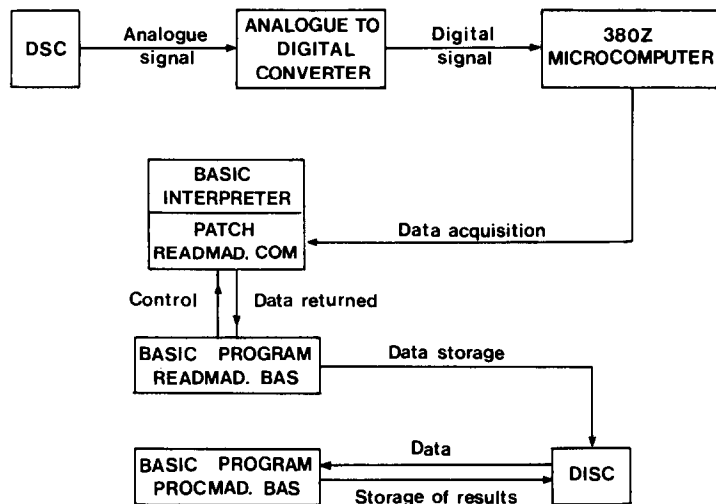 DSC
Analogue
signal
ANALOGUE TO
DIGITAL
CONVERTER
Digital
signal
380Z
MICROCOMPUTER
BASIC
INTERPRETER
PATCH
READMAD. COM
Data acquisition
Control
Data returned
BASIC PROGRAM
READMAD. BAS
Data storage
BASIC PROGRAM
PROCMAD. BAS
Data
Storage of results
DISC